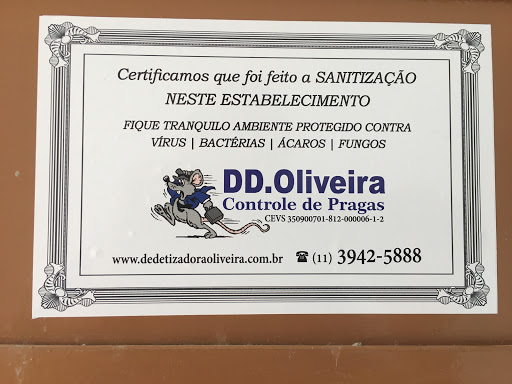 Certificamos que foi feito a SANITIZAÇÃO
NESTE ESTABELECIMENTO
FIQUE TRANQUILO AMBIENTE PROTEGIDO CONTRA
VÍRUS | BACTÉRIAS | ÁCAROS | FUNGOS
DD.Oliveira
Controle de Pragas
CEVS 350900701-812-000006-1-2
www.dedetizadoraoliveira.com.br ☎ (11) 3942-5888